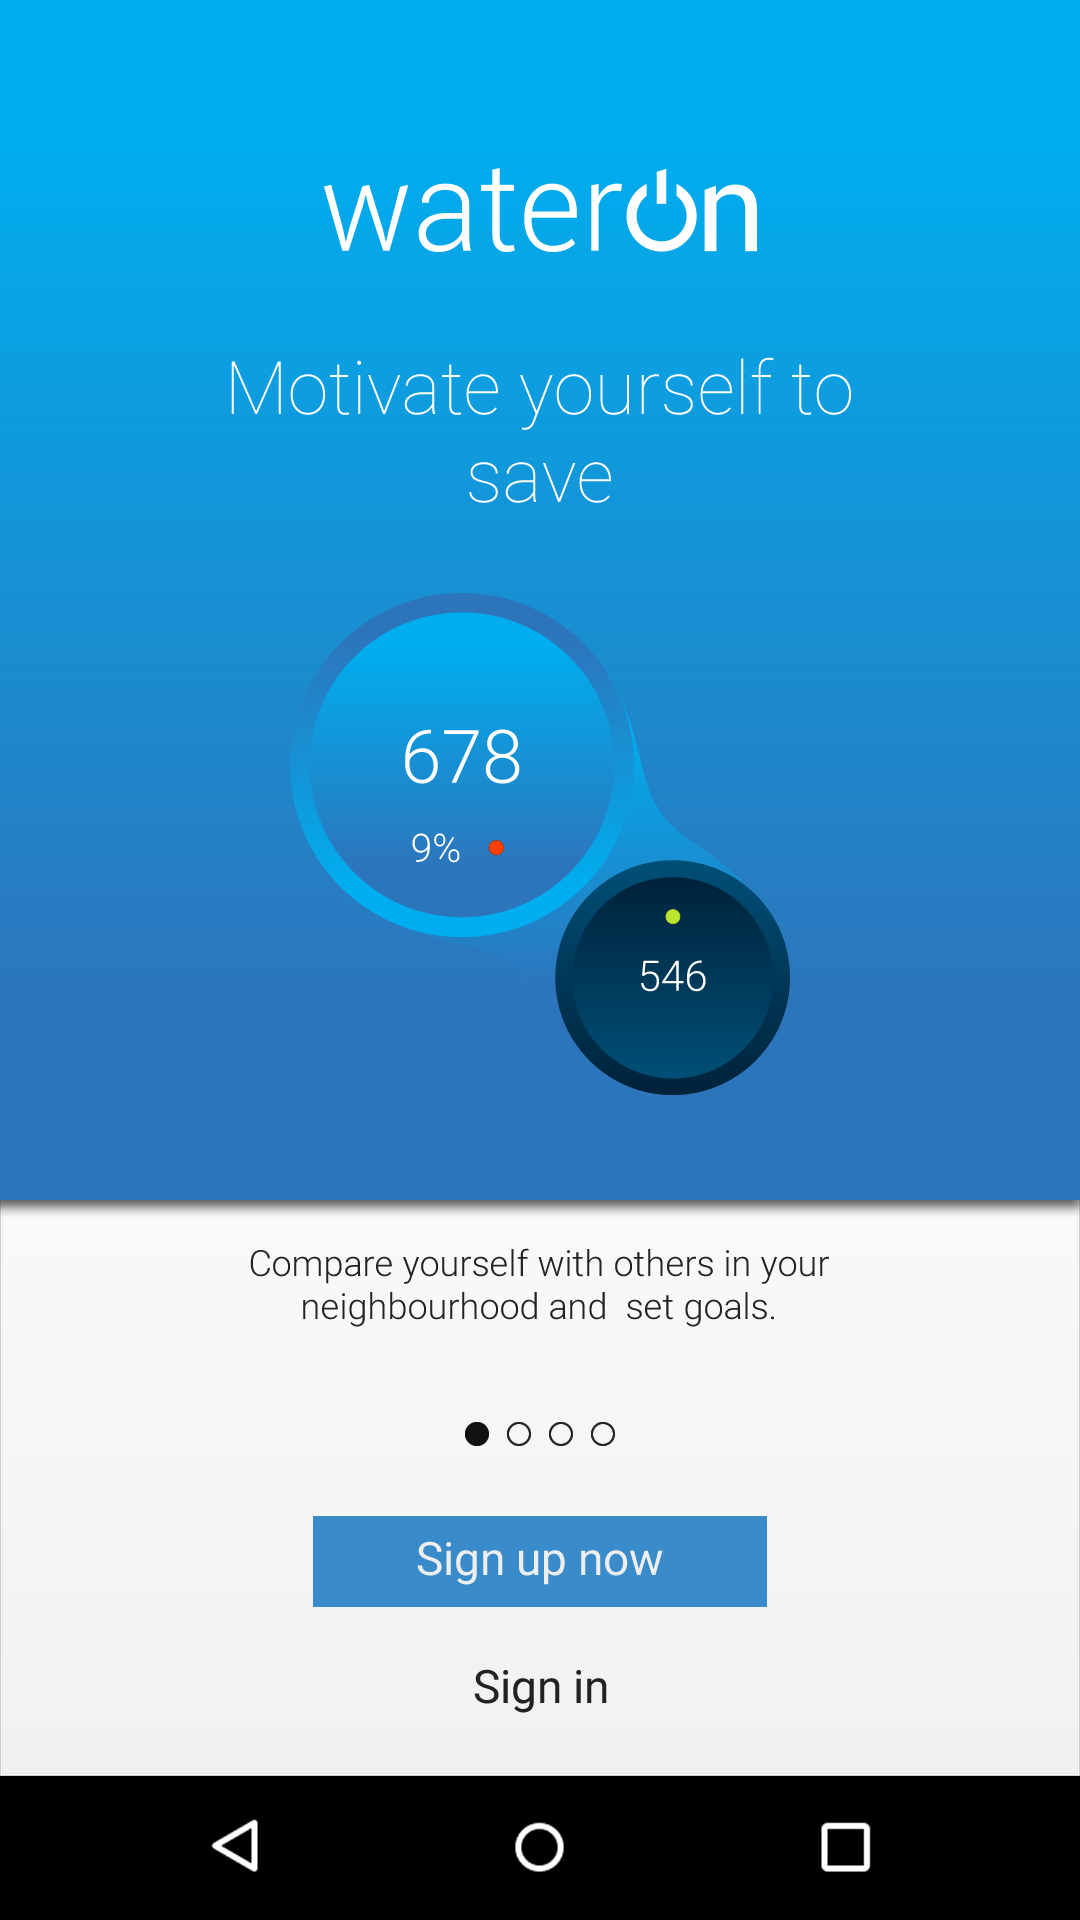 wateron
Motivate yourself to
save
678
9%
546
Compare yourself with others in your
neighbourhood and  set goals.
Sign up now
Sign in